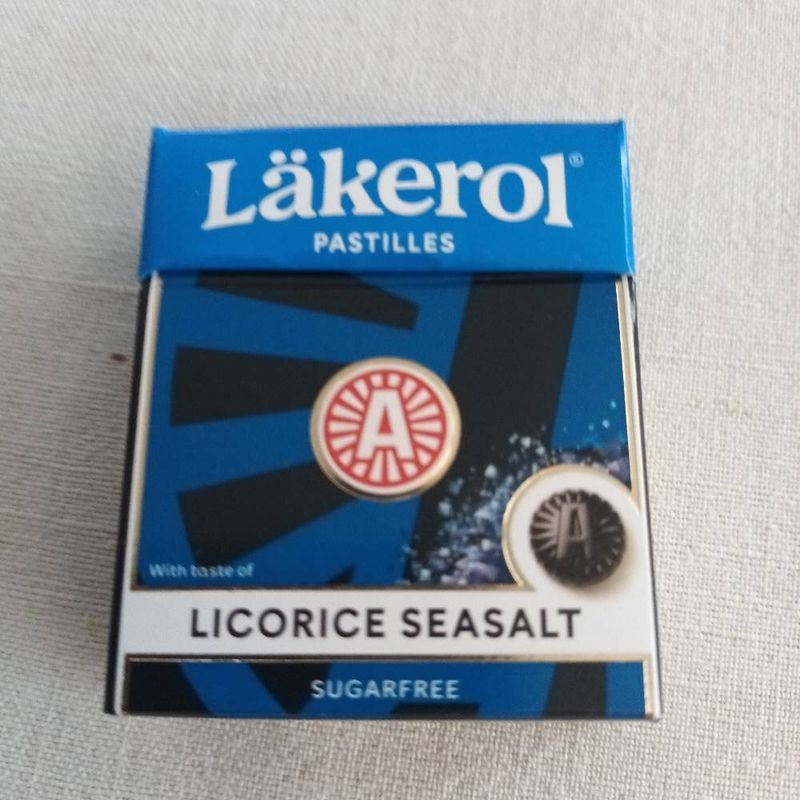 Läkerol®
PASTILLES
A
A
With taste of
LICORICE SEASALT
SUGARFREE